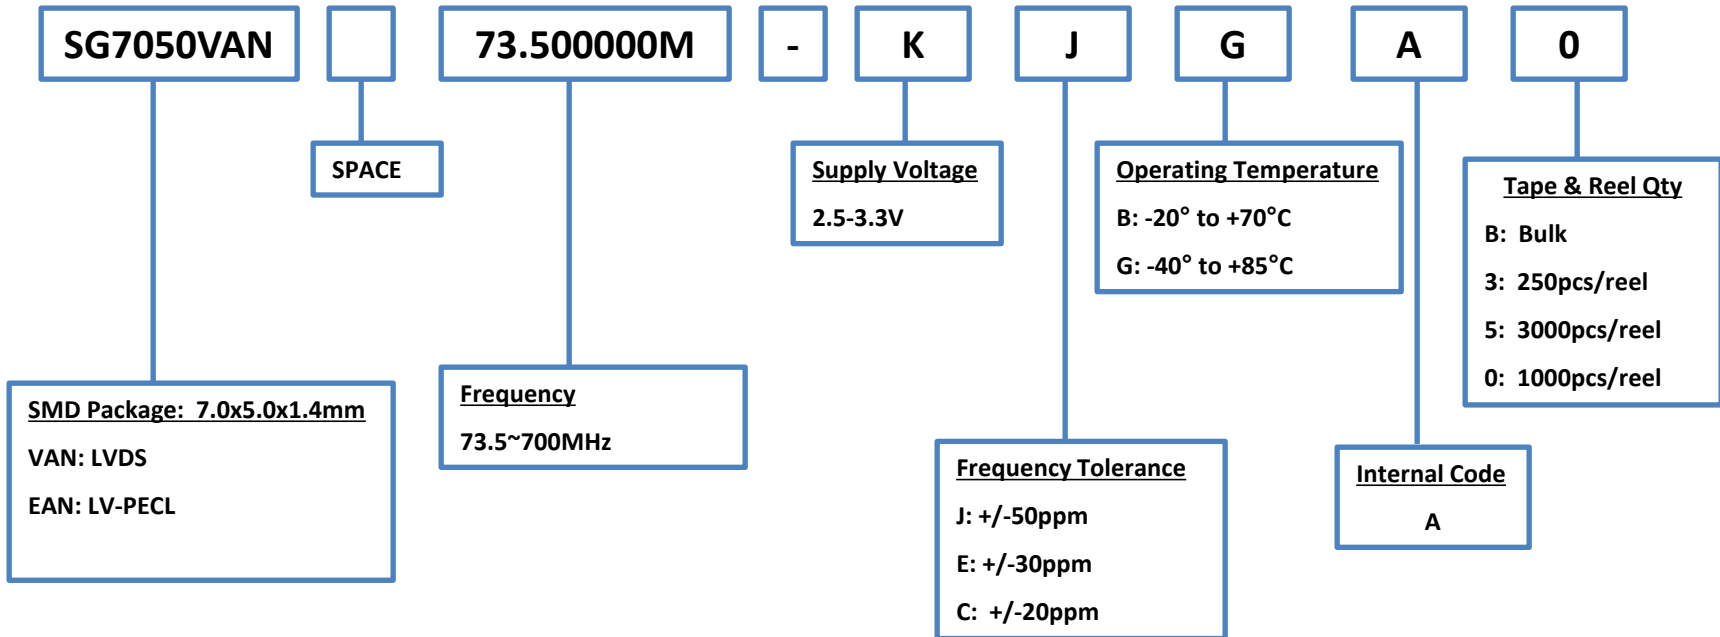 SG7050VAN 73.500000M - K J G A 0
SPACE
Supply Voltage
2.5-3.3V
Operating Temperature
B: -20° to +70°C
G: -40° to +85°C
Tape & Reel Qty
B: Bulk
3: 250pcs/reel
5: 3000pcs/reel
0: 1000pcs/reel
SMD Package: 7.0x5.0x1.4mm
VAN: LVDS
EAN: LV-PECL
Frequency
73.5~700MHz
Frequency Tolerance
J: +/-50ppm
E: +/-30ppm
C: +/-20ppm
Internal Code
A